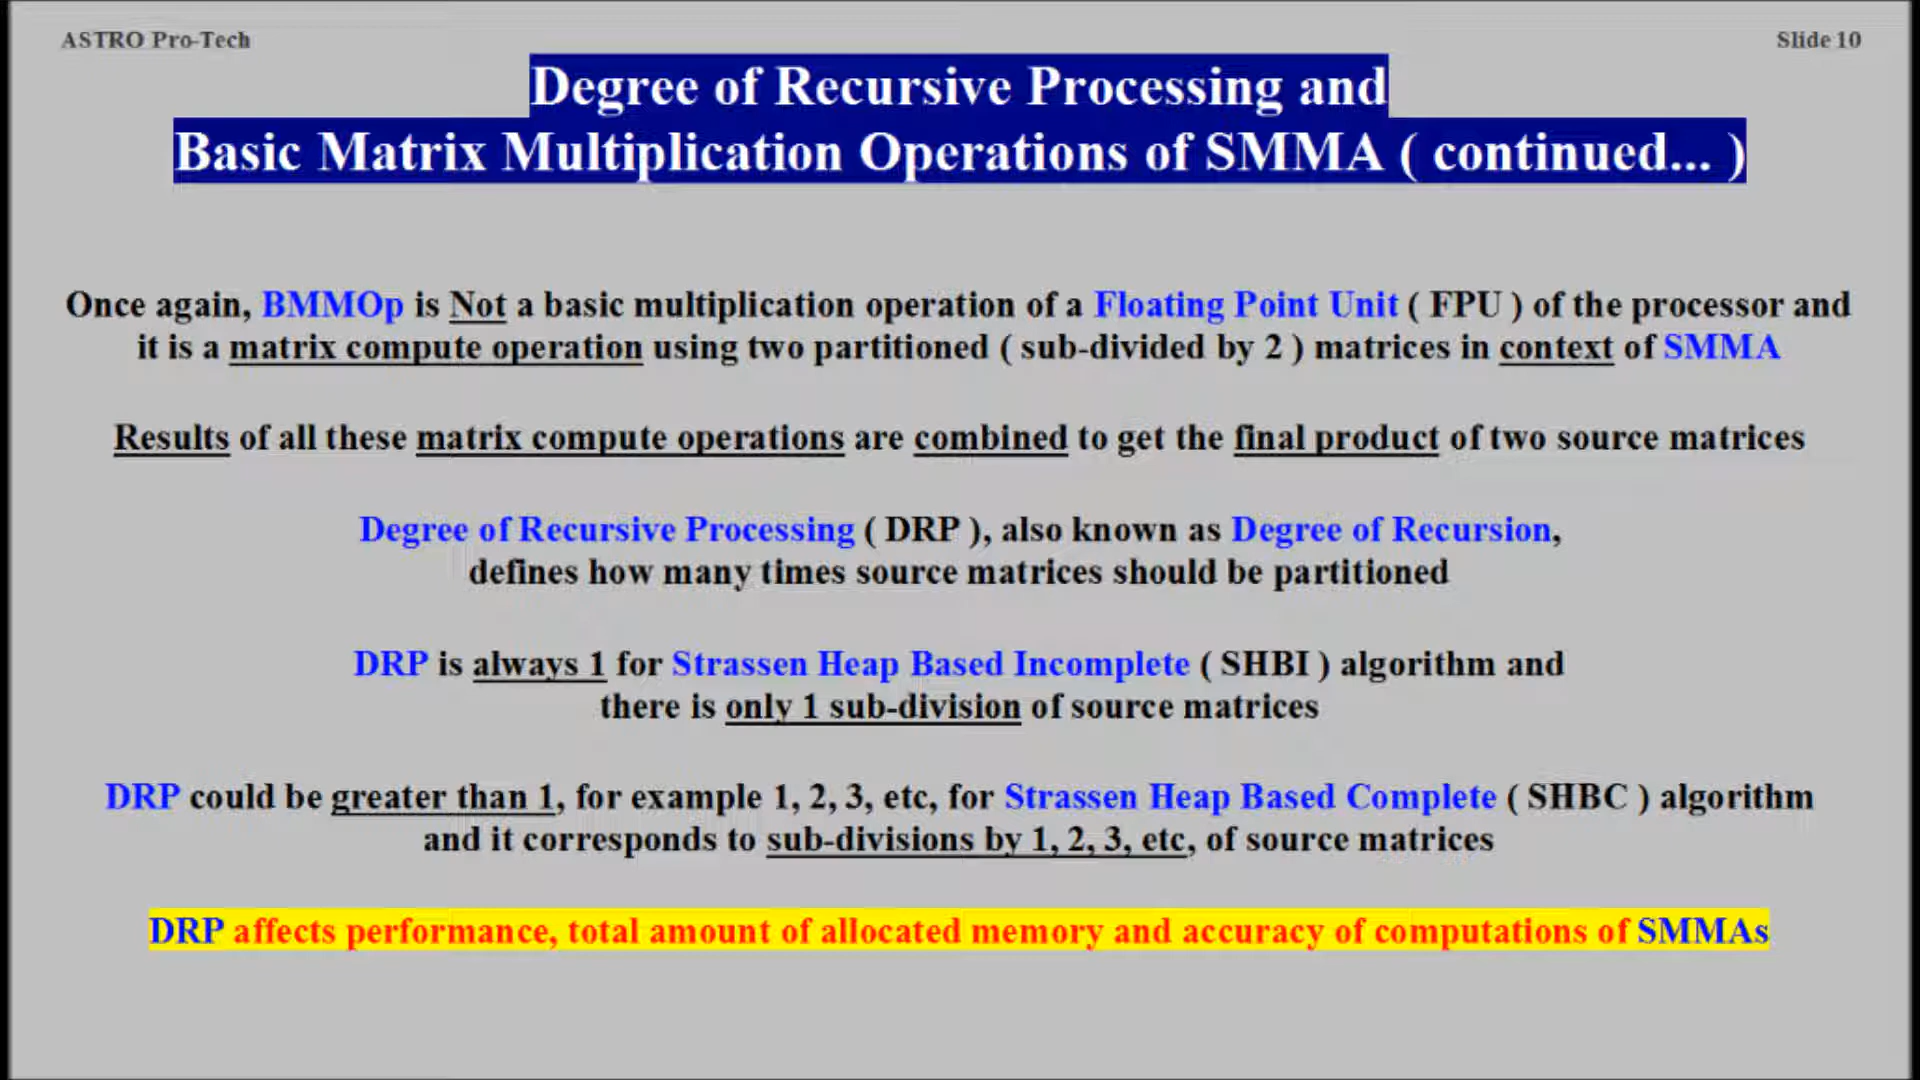 ASTRO Pro-Tech
Slide 10
Degree of Recursive Processing and
Basic Matrix Multiplication Operations of SMMA ( continued... )
Once again, BMMOp is Not a basic multiplication operation of a Floating Point Unit ( FPU ) of the processor and
it is a matrix compute operation using two partitioned ( sub-divided by 2 ) matrices in context of SMMA
Results of all these matrix compute operations are combined to get the final product of two source matrices
Degree of Recursive Processing ( DRP ), also known as Degree of Recursion,
defines how many times source matrices should be partitioned
DRP is always 1 for Strassen Heap Based Incomplete ( SHBI ) algorithm and
there is only 1 sub-division of source matrices
DRP could be greater than 1, for example 1, 2, 3, etc, for Strassen Heap Based Complete ( SHBC ) algorithm
and it corresponds to sub-divisions by 1, 2, 3, etc, of source matrices
DRP affects performance, total amount of allocated memory and accuracy of computations of SMMAs